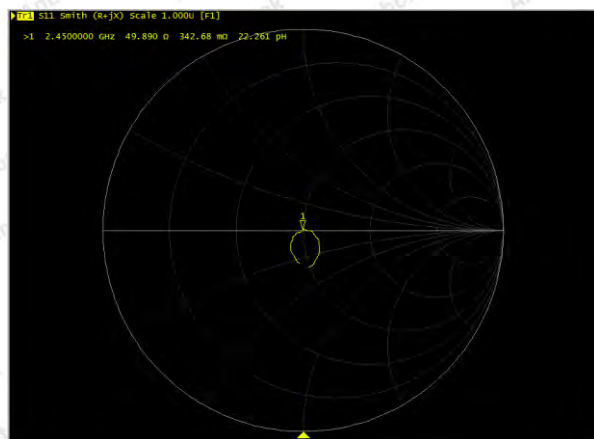 Tr1 S11 Smith (R+jX) Scale 1.000U [F1]
>1 2.4500000 GHz 49.890 Ω 342.68 mΩ 22.261 pH
1